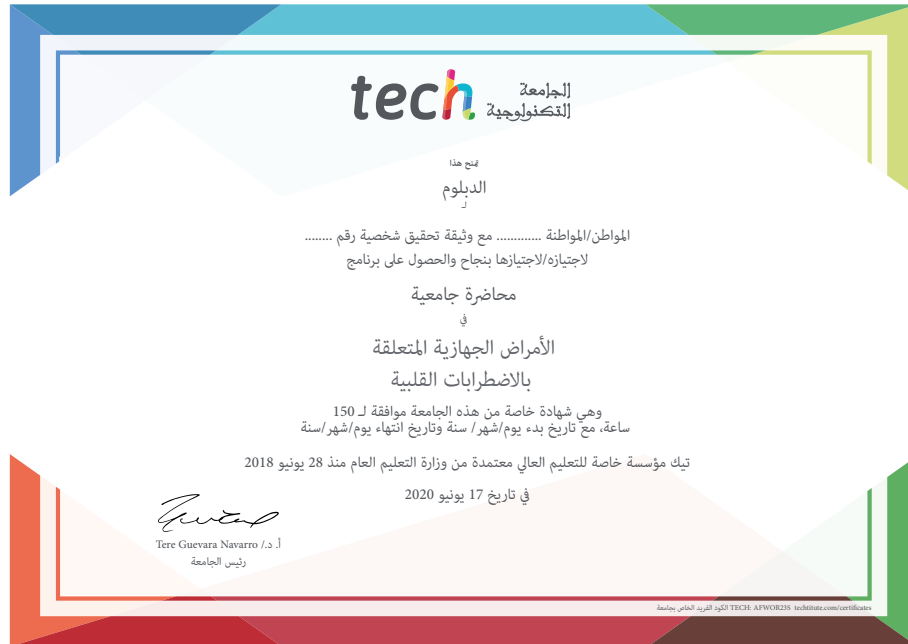 tech
الجامعة
التكنولوجية
يمنح هذا
الدبلوم
لـ
المواطن/المواطنة ............. مع وثيقة تحقيق شخصية رقم ........
لاجتيازه/لاجتيازها بنجاح والحصول على برنامج
محاضرة جامعية
في
الأمراض الجهازية المتعلقة
بالاضطرابات القلبية
وهي شهادة خاصة من هذه الجامعة موافقة لـ 150
ساعة، مع تاريخ بدء يوم/شهر/ سنة وتاريخ انتهاء يوم/شهر/سنة
تيك مؤسسة خاصة للتعليم العالي معتمدة من وزارة التعليم العام منذ 28 يونيو 2018
في تاريخ 17 يونيو 2020
أ. د./ Tere Guevara Navarro
رئيس الجامعة
الكود الفريد الخاص بجامعة TECH: AFWOR23S techtitute.com/certificates